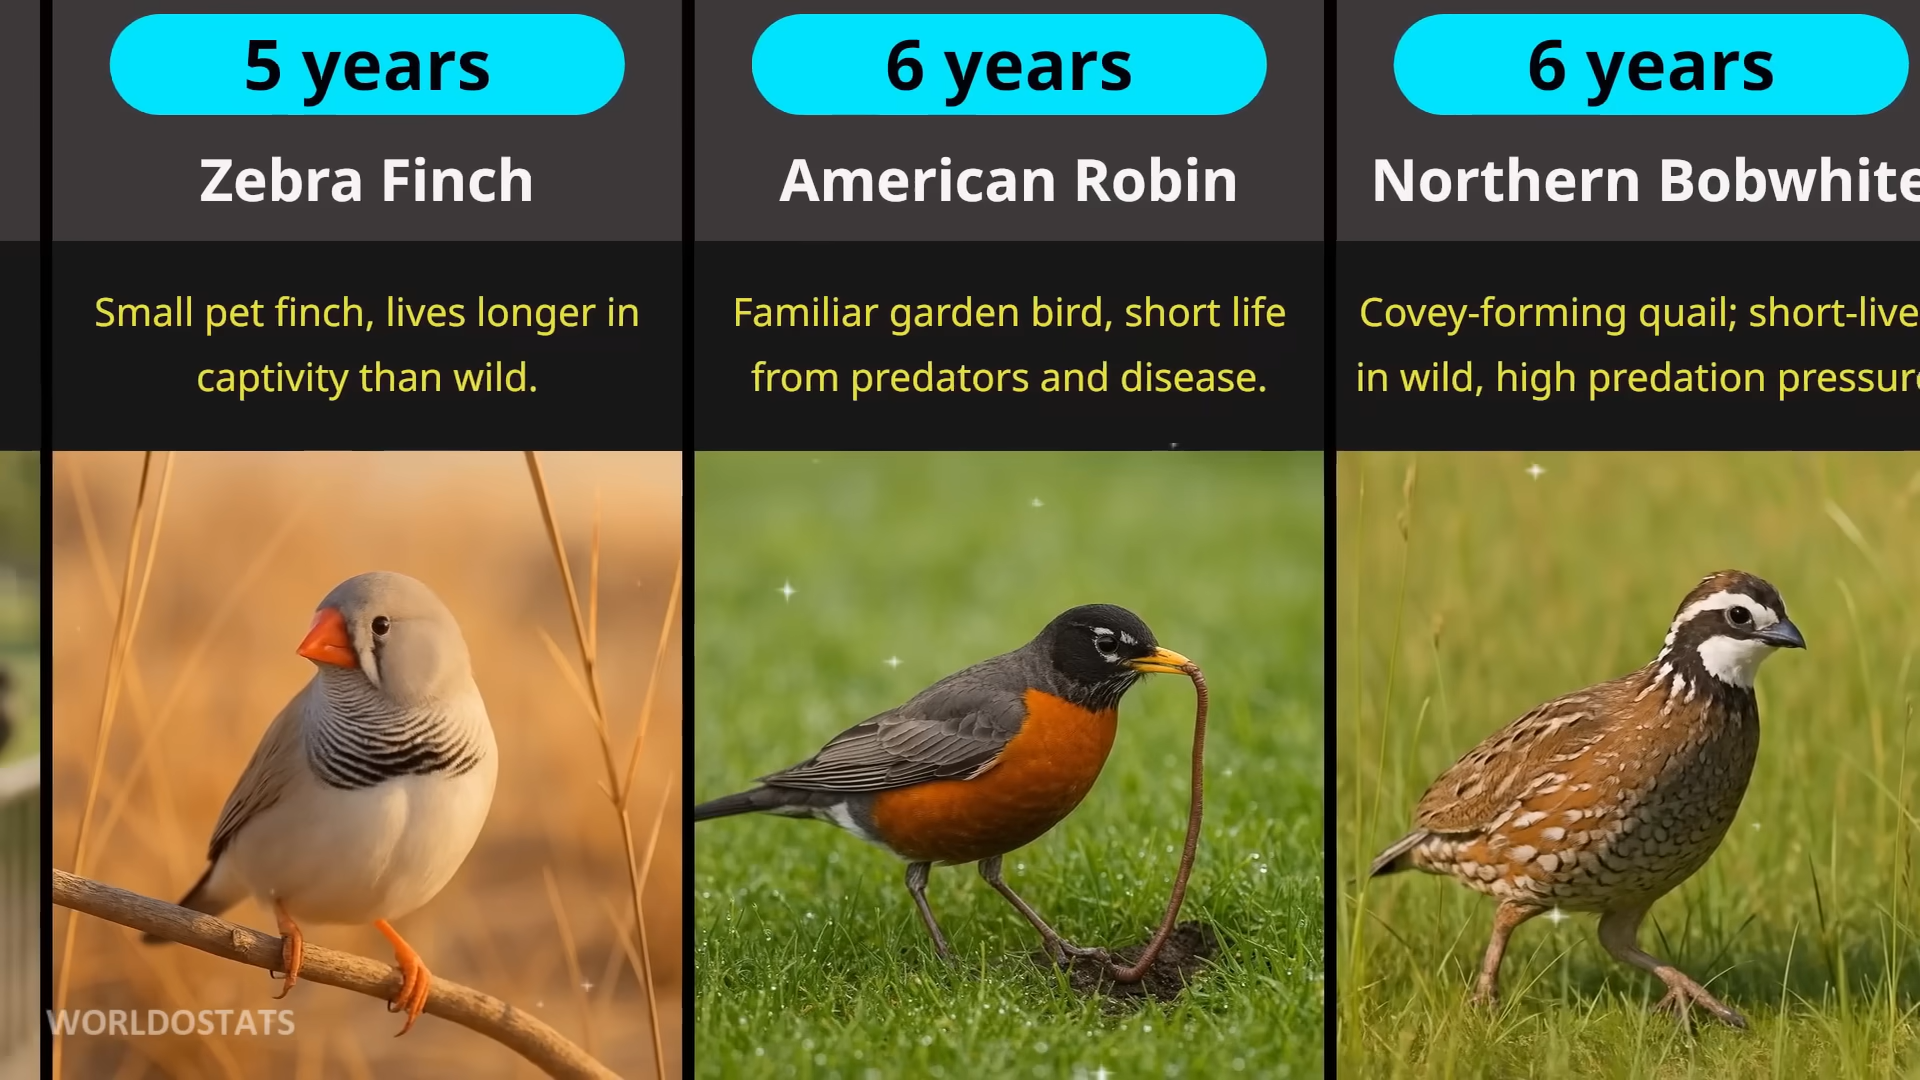 5 years
Zebra Finch
Small pet finch, lives longer in
captivity than wild.
6 years
American Robin
Familiar garden bird, short life
from predators and disease.
6 years
Northern Bobwhite
Covey-forming quail; short-live
in wild, high predation pressure
WORLDOSTATS